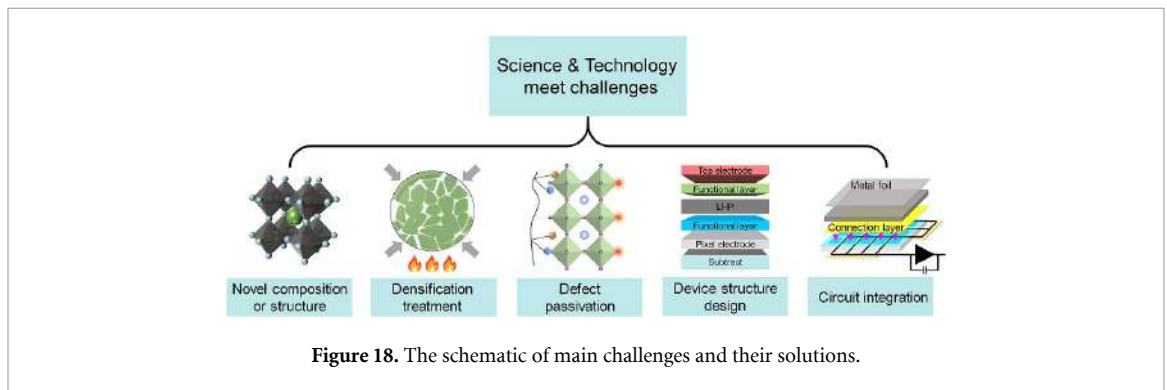 Science & Technology
meet challenges
Top electrode
Functional layer
LHP
Functional layer
Pixel electrode
Subtract
Metal foil
Connection layer
Novel composition
or structure
Densification
treatment
Defect
passivation
Device structure
design
Circuit integration
Figure 18. The schematic of main challenges and their solutions.